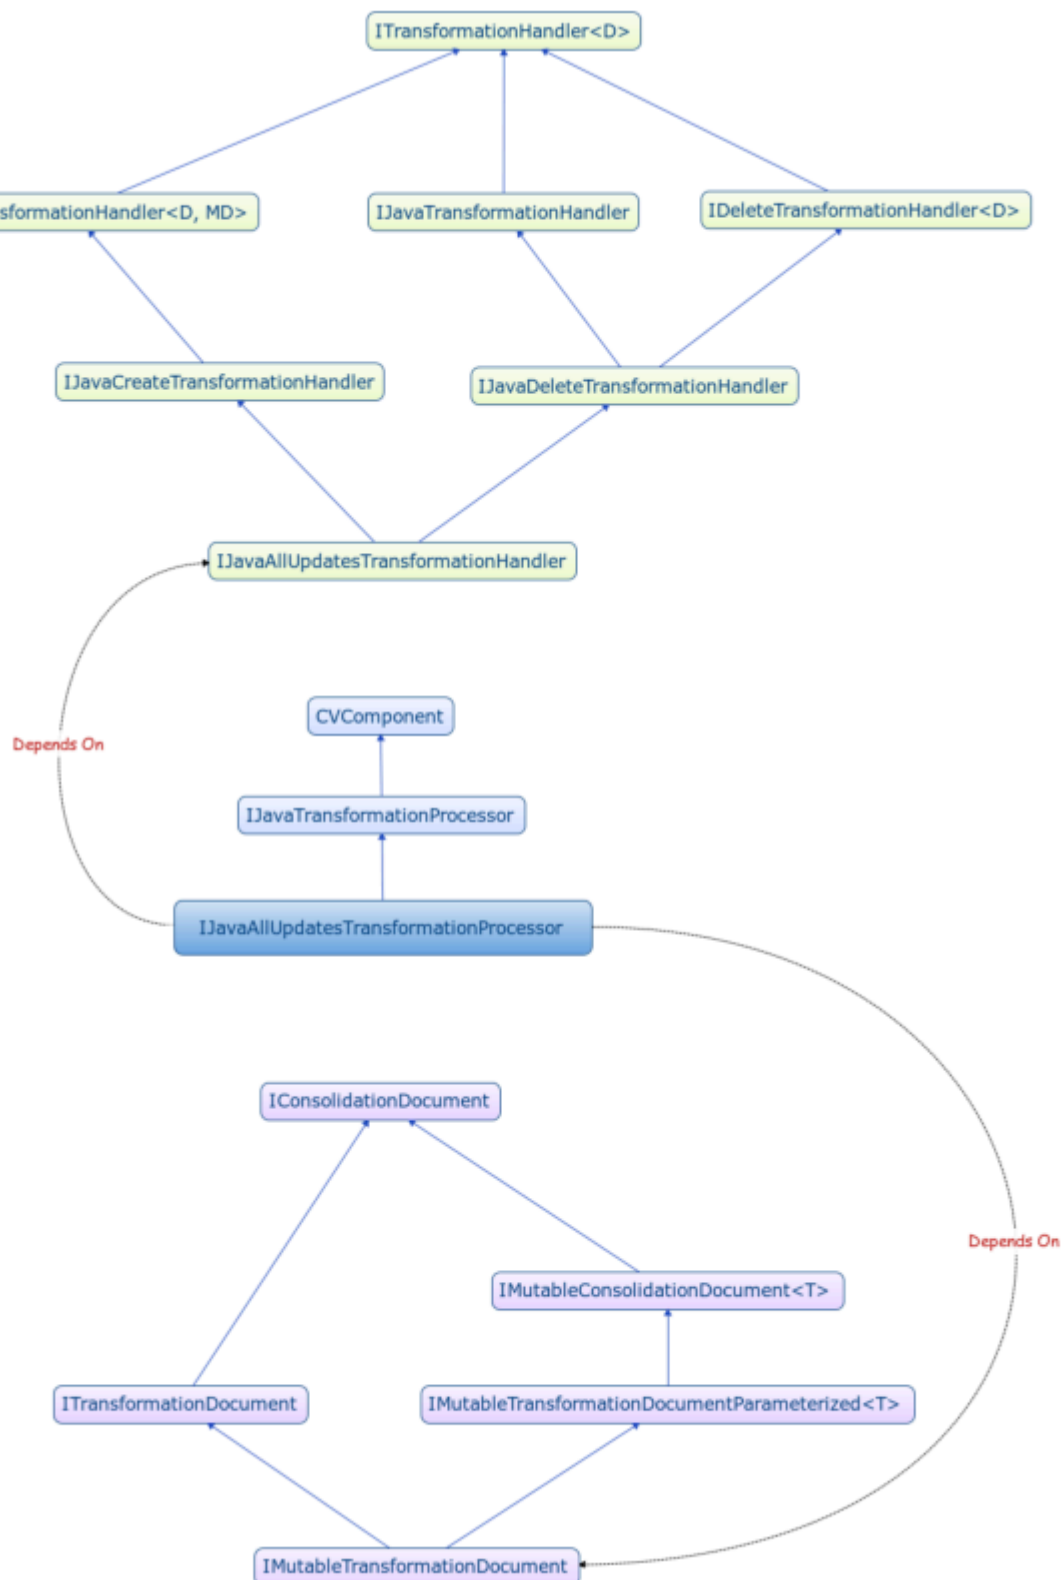 ITransformationHandler<D>
sformationHandler<D, MD>
IJavaTransformationHandler
IDeleteTransformationHandler<D>
IJavaCreateTransformationHandler
IJavaDeleteTransformationHandler
IJavaAllUpdatesTransformationHandler
CVComponent
Depends On
IJavaTransformationProcessor
IJavaAllUpdatesTransformationProcessor
IConsolidationDocument
Depends On
IMutableConsolidationDocument<T>
ITransformationDocument
IMutableTransformationDocumentParameterized<T>
IMutableTransformationDocument